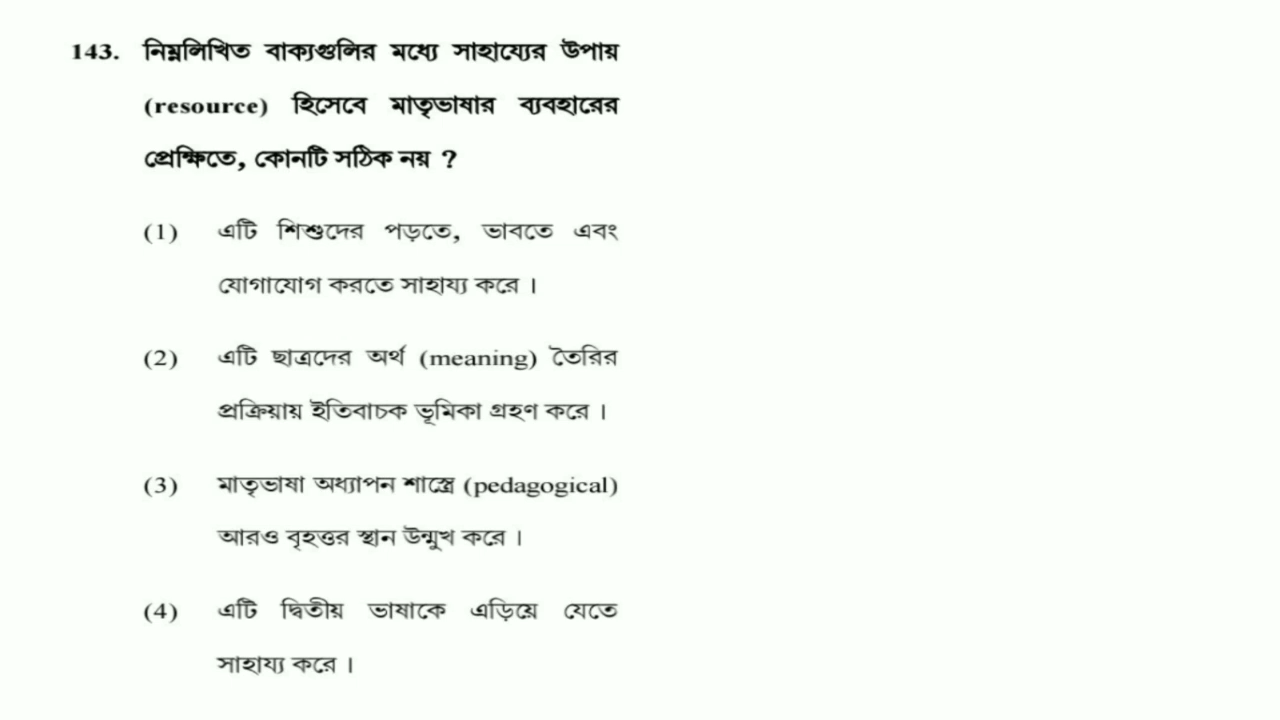 143. নিম্নলিখিত বাক্যগুলির মধ্যে সাহায্যের উপায়
(resource) হিসেবে মাতৃভাষার ব্যবহারের
প্রেক্ষিতে, কোনটি সঠিক নয় ?
(1) এটি শিশুদের পড়তে, ভাবতে এবং
যোগাযোগ করতে সাহায্য করে ।
(2) এটি ছাত্রদের অর্থ (meaning) তৈরির
প্রক্রিয়ায় ইতিবাচক ভূমিকা গ্রহণ করে ।
(3) মাতৃভাষা অধ্যাপন শাস্ত্রে (pedagogical)
আরও বৃহত্তর স্থান উন্মুখ করে ।
(4) এটি দ্বিতীয় ভাষাকে এড়িয়ে যেতে
সাহায্য করে ।